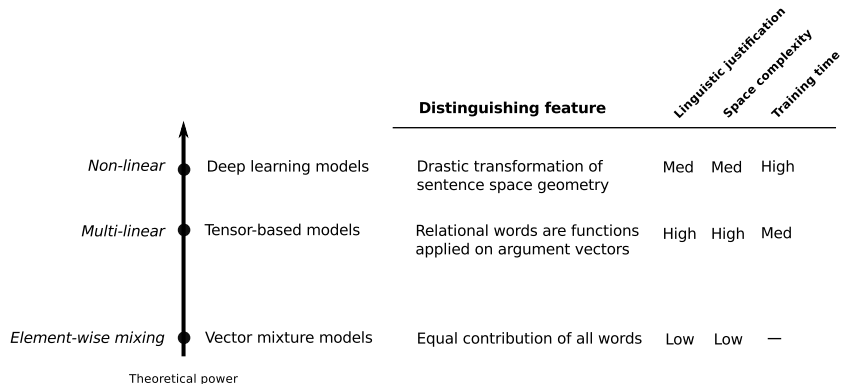 Linguistic justification
Space complexity
Training time
Distinguishing feature
Non-linear Deep learning models Drastic transformation of Med Med High
sentence space geometry
Multi-linear Tensor-based models Relational words are functions High High Med
applied on argument vectors
Element-wise mixing Vector mixture models Equal contribution of all words Low Low —
Theoretical power